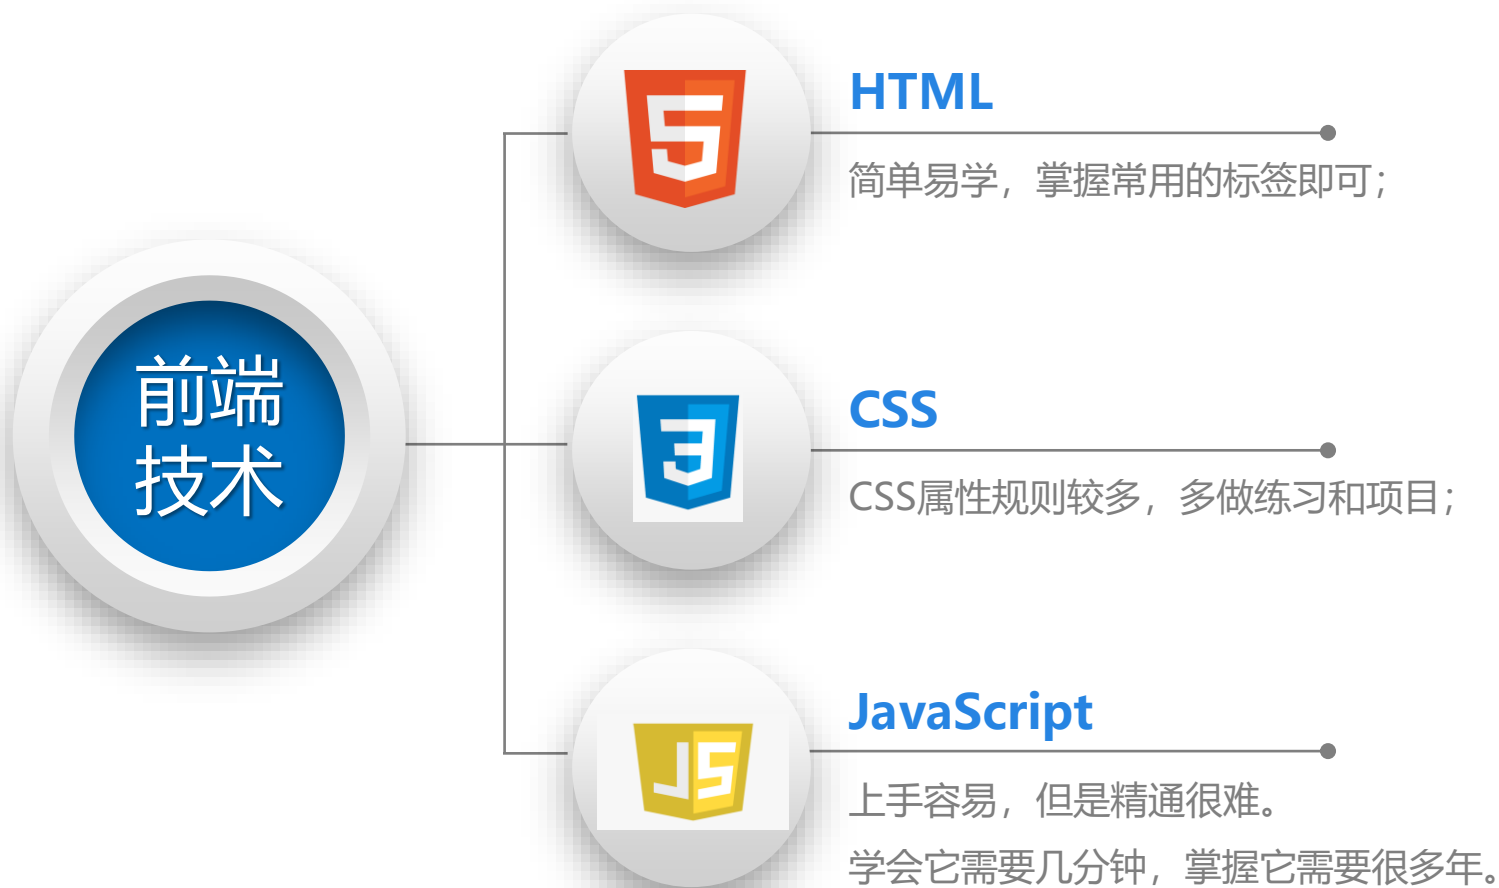 前端
技术
HTML
简单易学，掌握常用的标签即可；
CSS
CSS属性规则较多，多做练习和项目；
JS
JavaScript
上手容易，但是精通很难。
学会它需要几分钟，掌握它需要很多年。